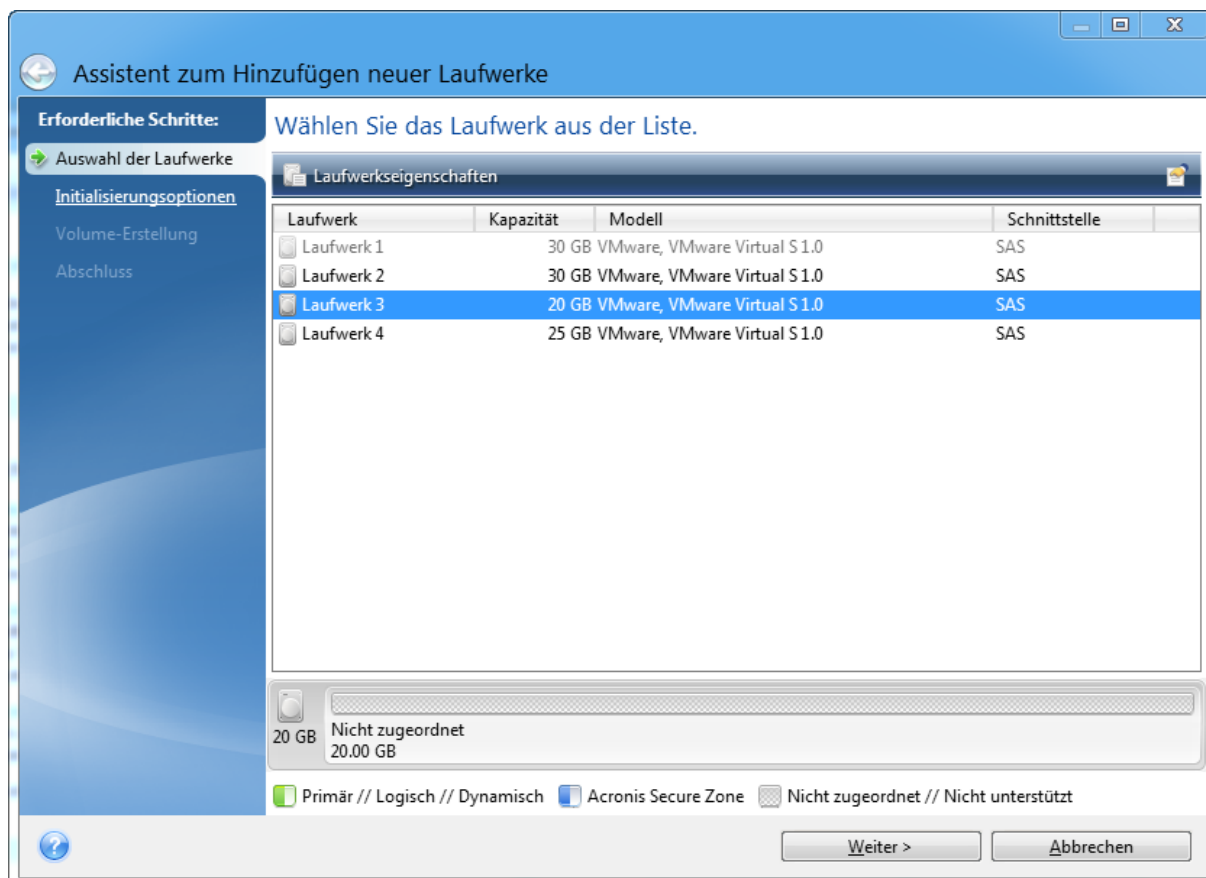 Assistent zum Hinzufügen neuer Laufwerke
Erforderliche Schritte:
Auswahl der Laufwerke
Initialisierungsoptionen
Volume-Erstellung
Abschluss
Wählen Sie das Laufwerk aus der Liste.
Laufwerkseigenschaften
Laufwerk Kapazität Modell Schnittstelle
Laufwerk 1 30 GB VMware, VMware Virtual S 1.0 SAS
Laufwerk 2 30 GB VMware, VMware Virtual S 1.0 SAS
Laufwerk 3 20 GB VMware, VMware Virtual S 1.0 SAS
Laufwerk 4 25 GB VMware, VMware Virtual S 1.0 SAS
20 GB
Nicht zugeordnet
20.00 GB
Primär // Logisch // Dynamisch Acronis Secure Zone Nicht zugeordnet // Nicht unterstützt
? Weiter > Abbrechen